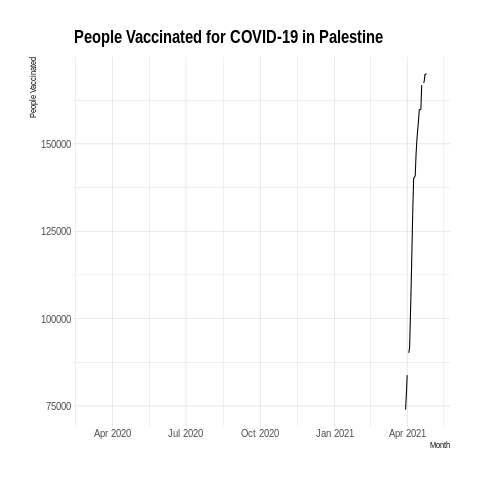 People Vaccinated for COVID-19 in Palestine
People Vaccinated
150000
125000
100000
75000
Apr 2020 Jul 2020 Oct 2020 Jan 2021 Apr 2021
Month